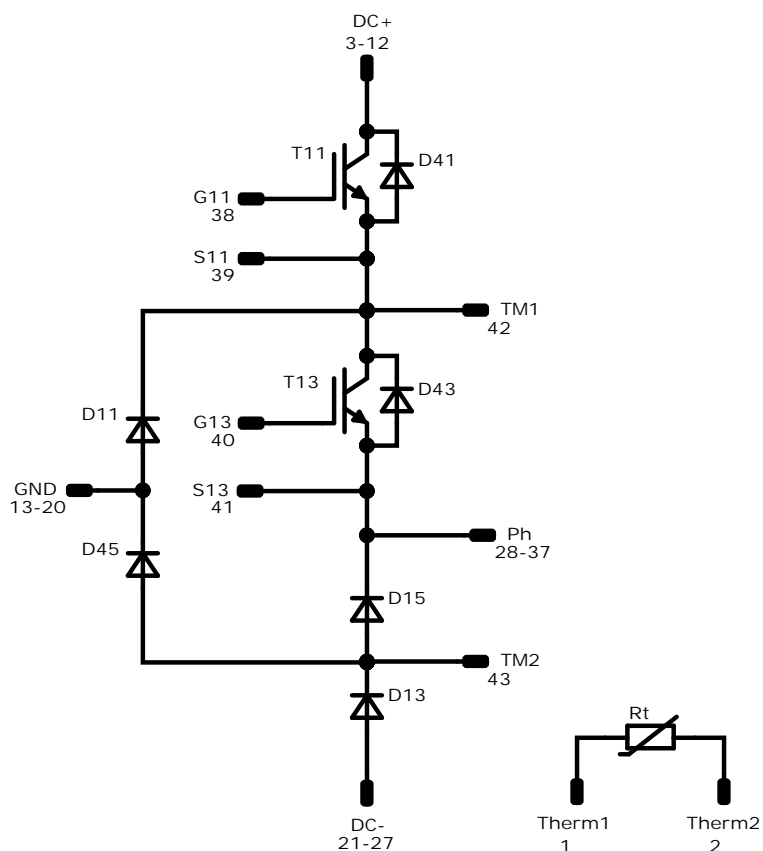 DC+
3-12
T11
D41
G11
38
S11
39
TM1
42
T13
D43
D11
G13
40
GND
13-20
S13
41
Ph
28-37
D45
D15
TM2
43
D13
Rt
DC-
21-27
Therm1
1
Therm2
2